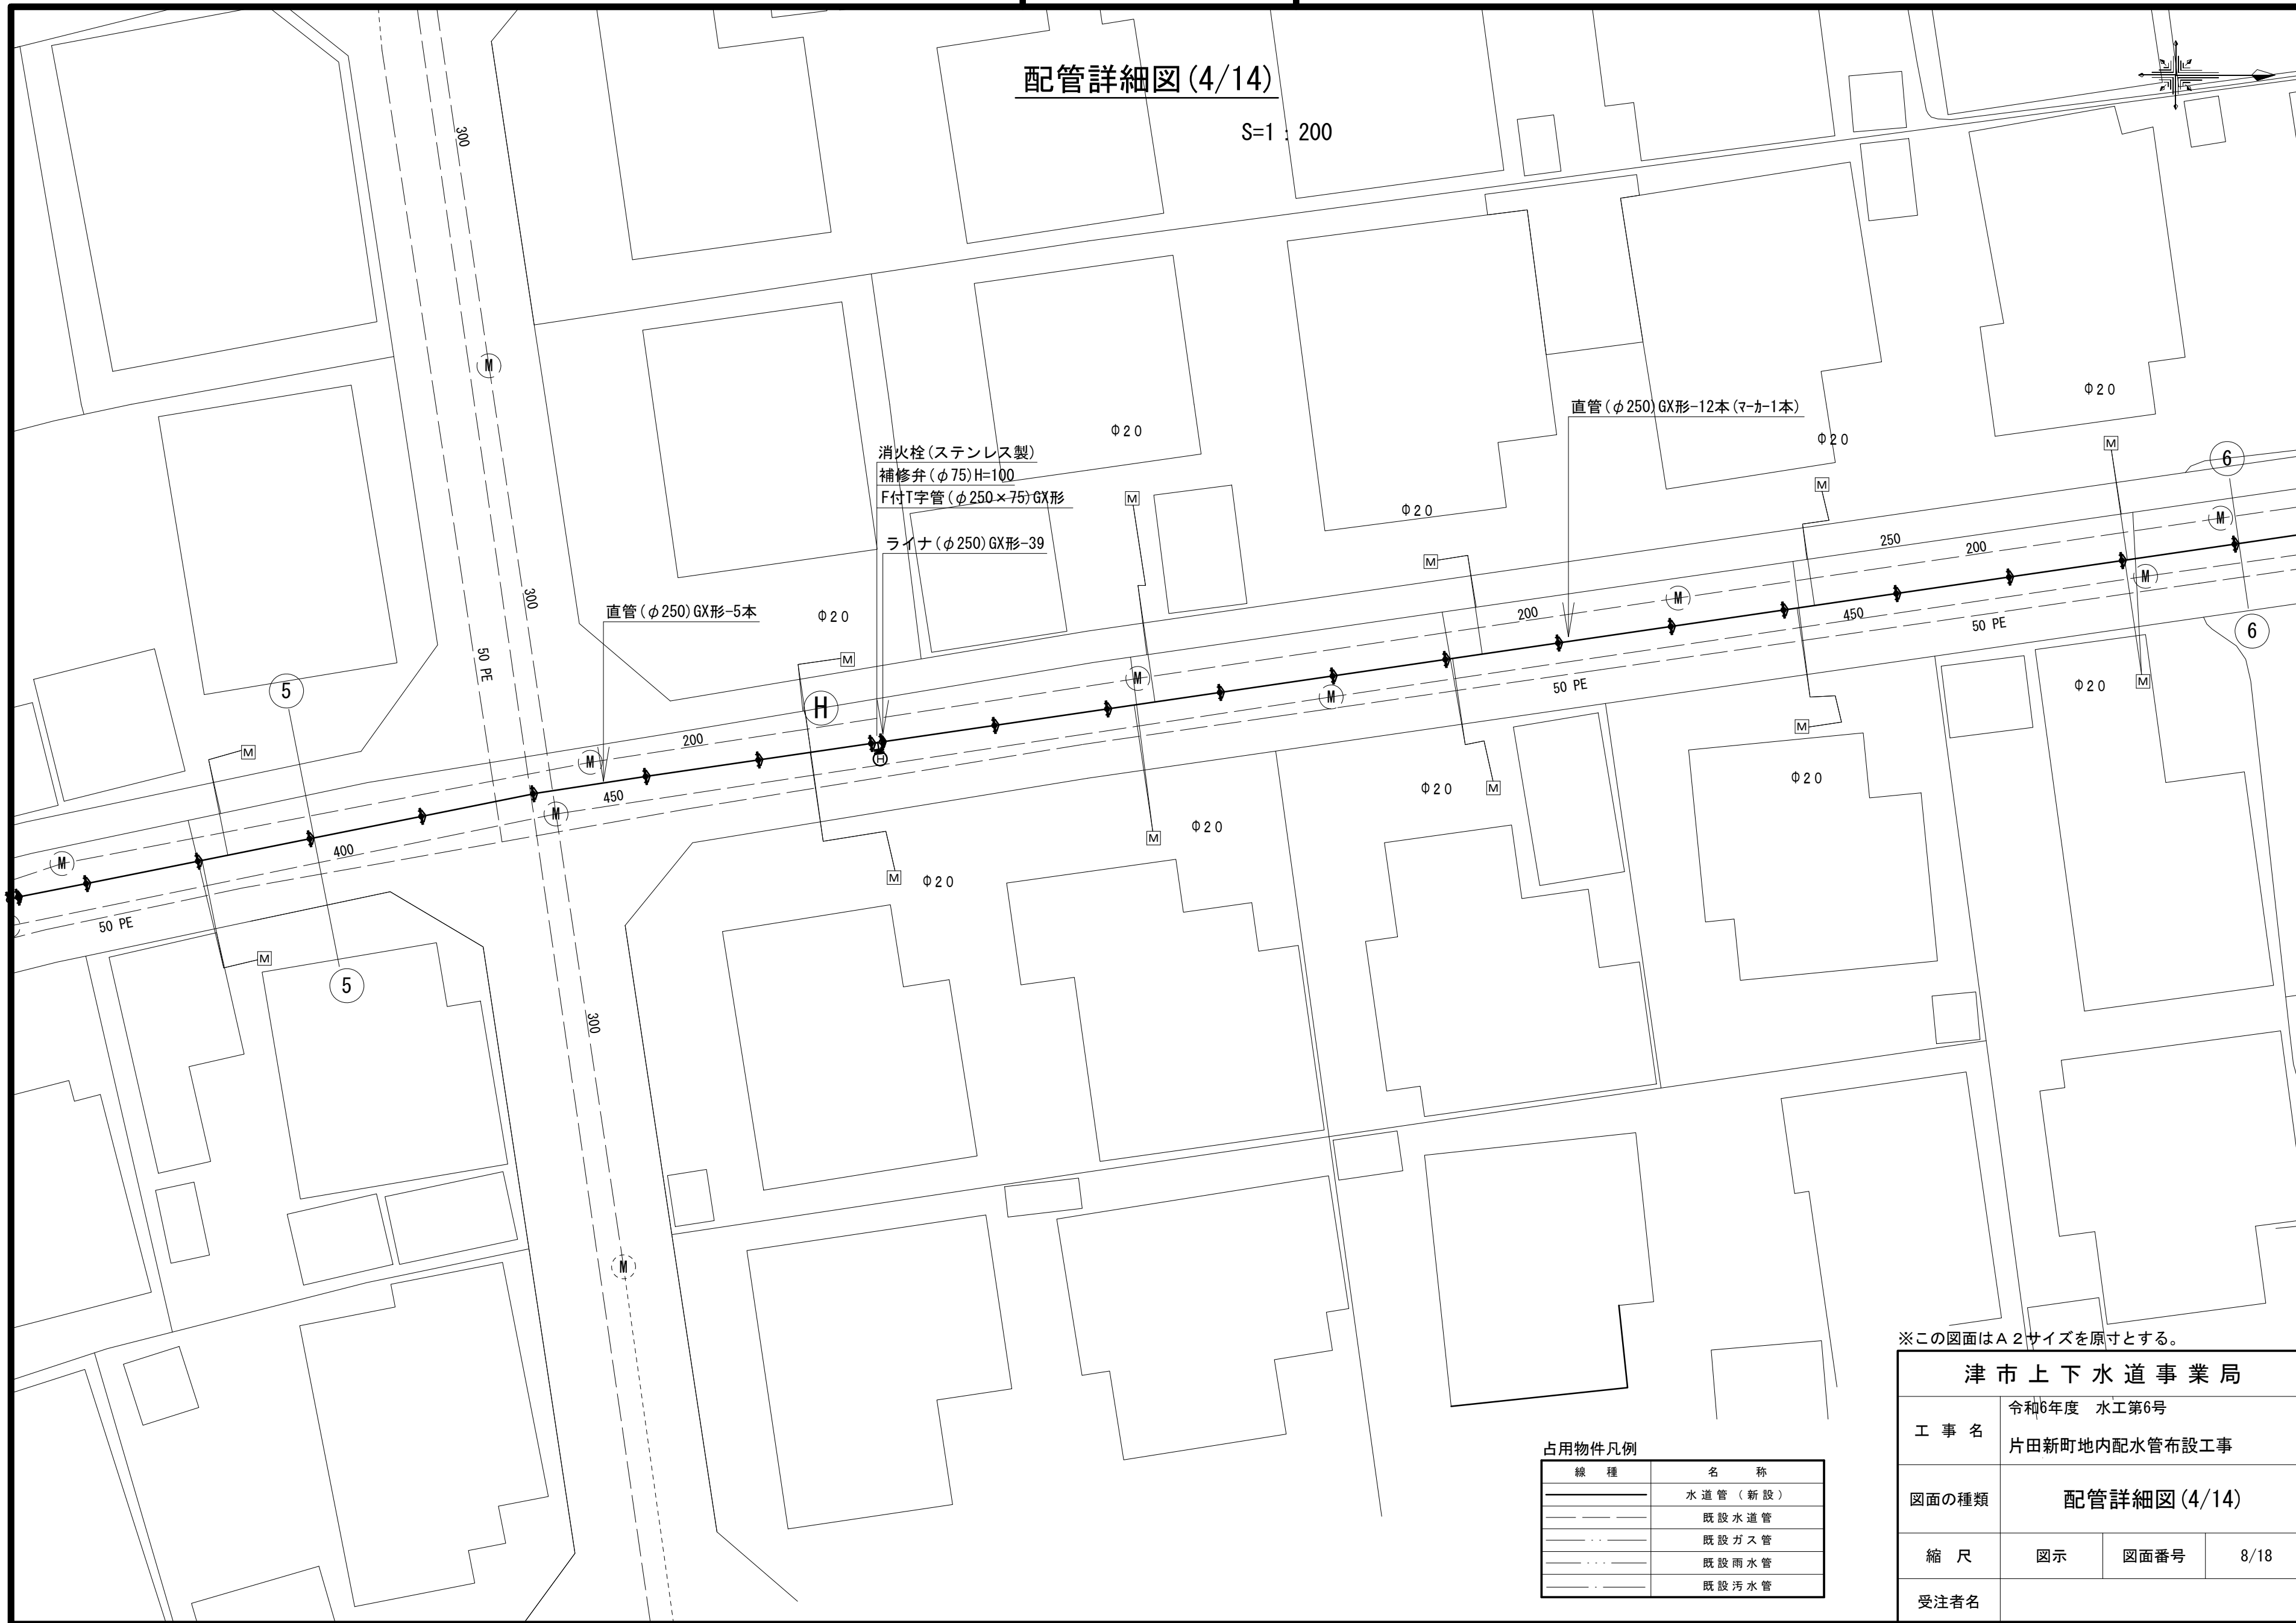 配管詳細図(4/14)
S=1:200
300
M
Φ20
直管(φ250)GX形-12本(マーカー1本)
Φ20
Φ20
消火栓(ステンレス製)
補修弁(φ75)H=100
F付T字管(φ250×75)GX形
ライナ(φ250)GX形-39
M
M
M
6
Φ20
M
M
250
200
M
直管(φ250)GX形-5本
Φ20
300
200
M
450
M
50 PE
6
50 PE
M
5
M
H
M
M
50 PE
Φ20
M
200
M
M
H
M
450
M
Φ20
M
Φ20
M
Φ20
M
400
M
Φ20
M
50 PE
M
5
300
M
※この図面はA2サイズを原寸とする。
津市上下水道事業局
工事名
令和6年度 水工第6号
片田新町地内配水管布設工事
図面の種類
配管詳細図(4/14)
縮尺
図示
図面番号
8/18
受注者名
占用物件凡例
線種
名称
水道管(新設)
既設水道管
既設ガス管
既設雨水管
既設汚水管